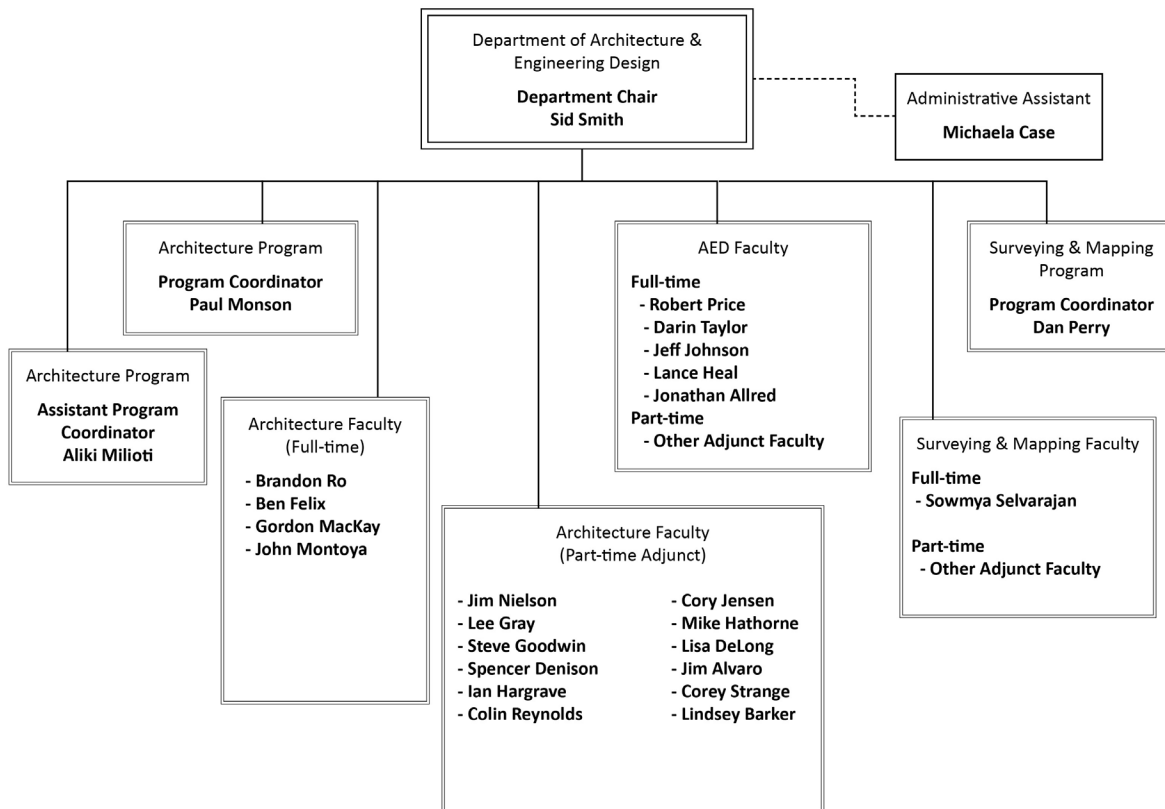 Department of Architecture &
Engineering Design
Department Chair
Sid Smith
Administrative Assistant
Michaela Case
Architecture Program
Program Coordinator
Paul Monson
Architecture Program
Assistant Program
Coordinator
Aliki Milioti
Architecture Faculty
(Full-time)
- Brandon Ro
- Ben Felix
- Gordon MacKay
- John Montoya
Architecture Faculty
(Part-time Adjunct)
- Jim Nielson
- Lee Gray
- Steve Goodwin
- Spencer Denison
- Ian Hargrave
- Colin Reynolds
- Cory Jensen
- Mike Hathorne
- Lisa DeLong
- Jim Alvaro
- Corey Strange
- Lindsey Barker
AED Faculty
Full-time
- Robert Price
- Darin Taylor
- Jeff Johnson
- Lance Heal
- Jonathan Allred
Part-time
- Other Adjunct Faculty
Surveying & Mapping
Program
Program Coordinator
Dan Perry
Surveying & Mapping Faculty
Full-time
- Sowmya Selvarajan
Part-time
- Other Adjunct Faculty